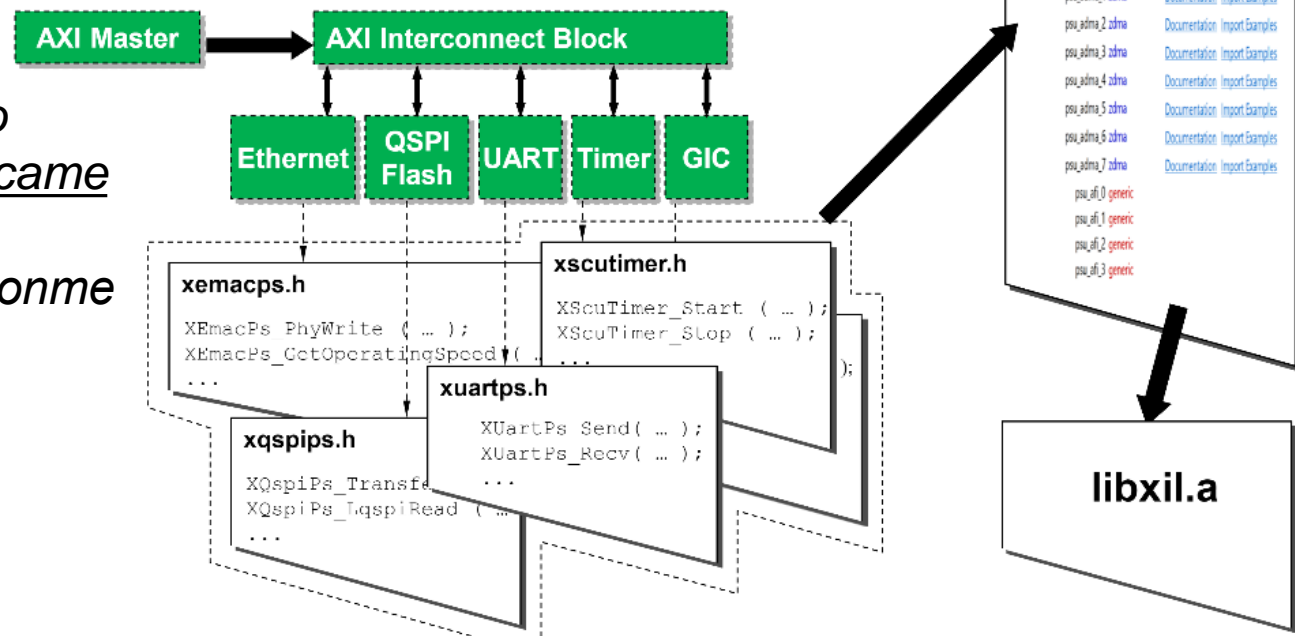 AXI Master
AXI Interconnect Block
Ethernet
QSPI
Flash
UART
Timer
GIC
came
onme
xemacps.h
XEmacPs_PhyWrite ( … );
XEmacPs_GetOperatingSpeed (
...
xscutimer.h
XScuTimer_Start ( … );
XScuTimer_Stop ( … );
...
);
xuartps.h
XUartPs_Send( … );
XUartPs_Recv( … );
...
xqspips.h
XQspiPs_Transfe
XQspiPs_LqspiRead ( …
...
psu_adma_2 zdma Documentation Import Examples
psu_adma_3 zdma Documentation Import Examples
psu_adma_4 zdma Documentation Import Examples
psu_adma_5 zdma Documentation Import Examples
psu_adma_6 zdma Documentation Import Examples
psu_adma_7 zdma Documentation Import Examples
psu_afi_0 generic
psu_afi_1 generic
psu_afi_2 generic
psu_afi_3 generic
libxil.a